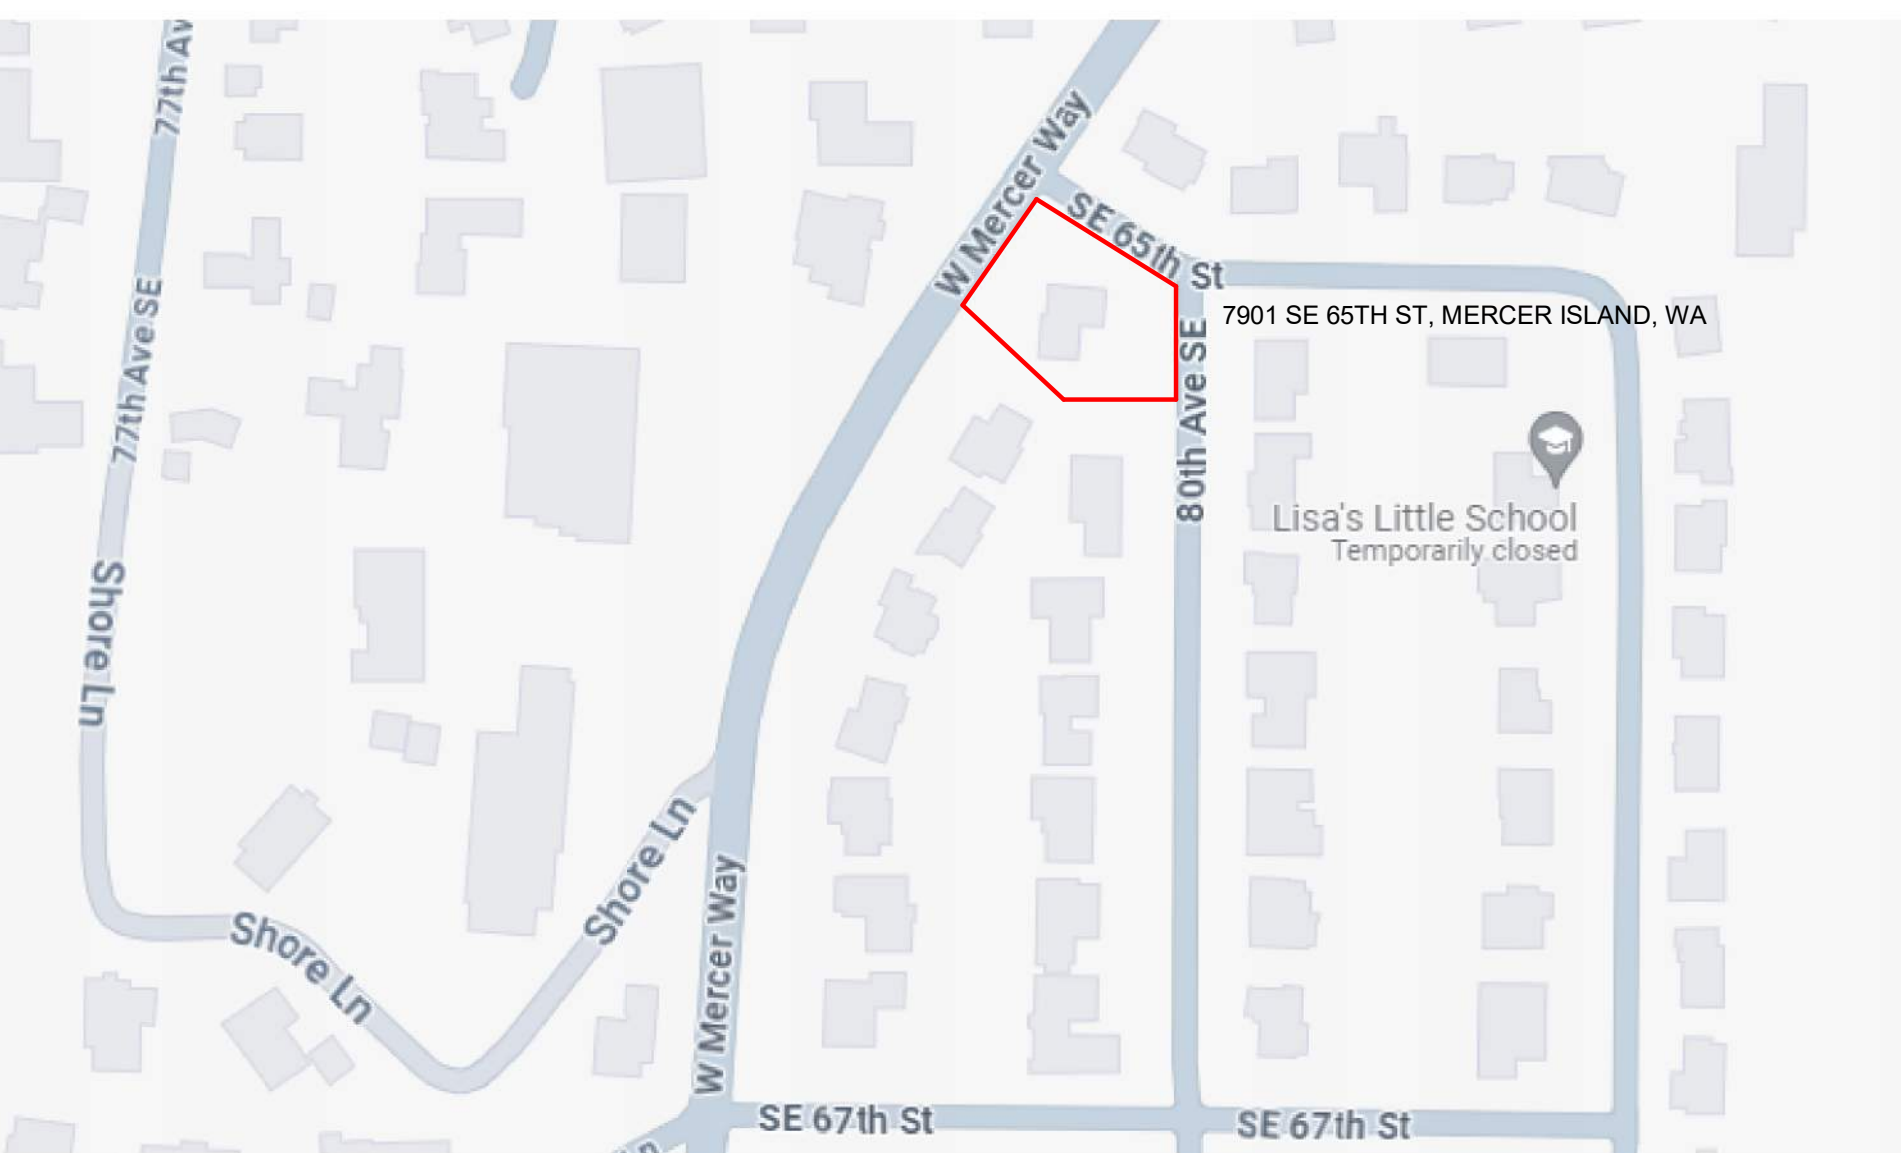 77th Av
W Mercer Way
SE 65th St
77th Ave SE
7901 SE 65TH ST, MERCER ISLAND, WA
80th Ave SE
Lisa's Little School
Temporarily closed
Shore Ln
Shore Ln
Shore Ln
W Mercer Way
SE 67th St
SE 67th St